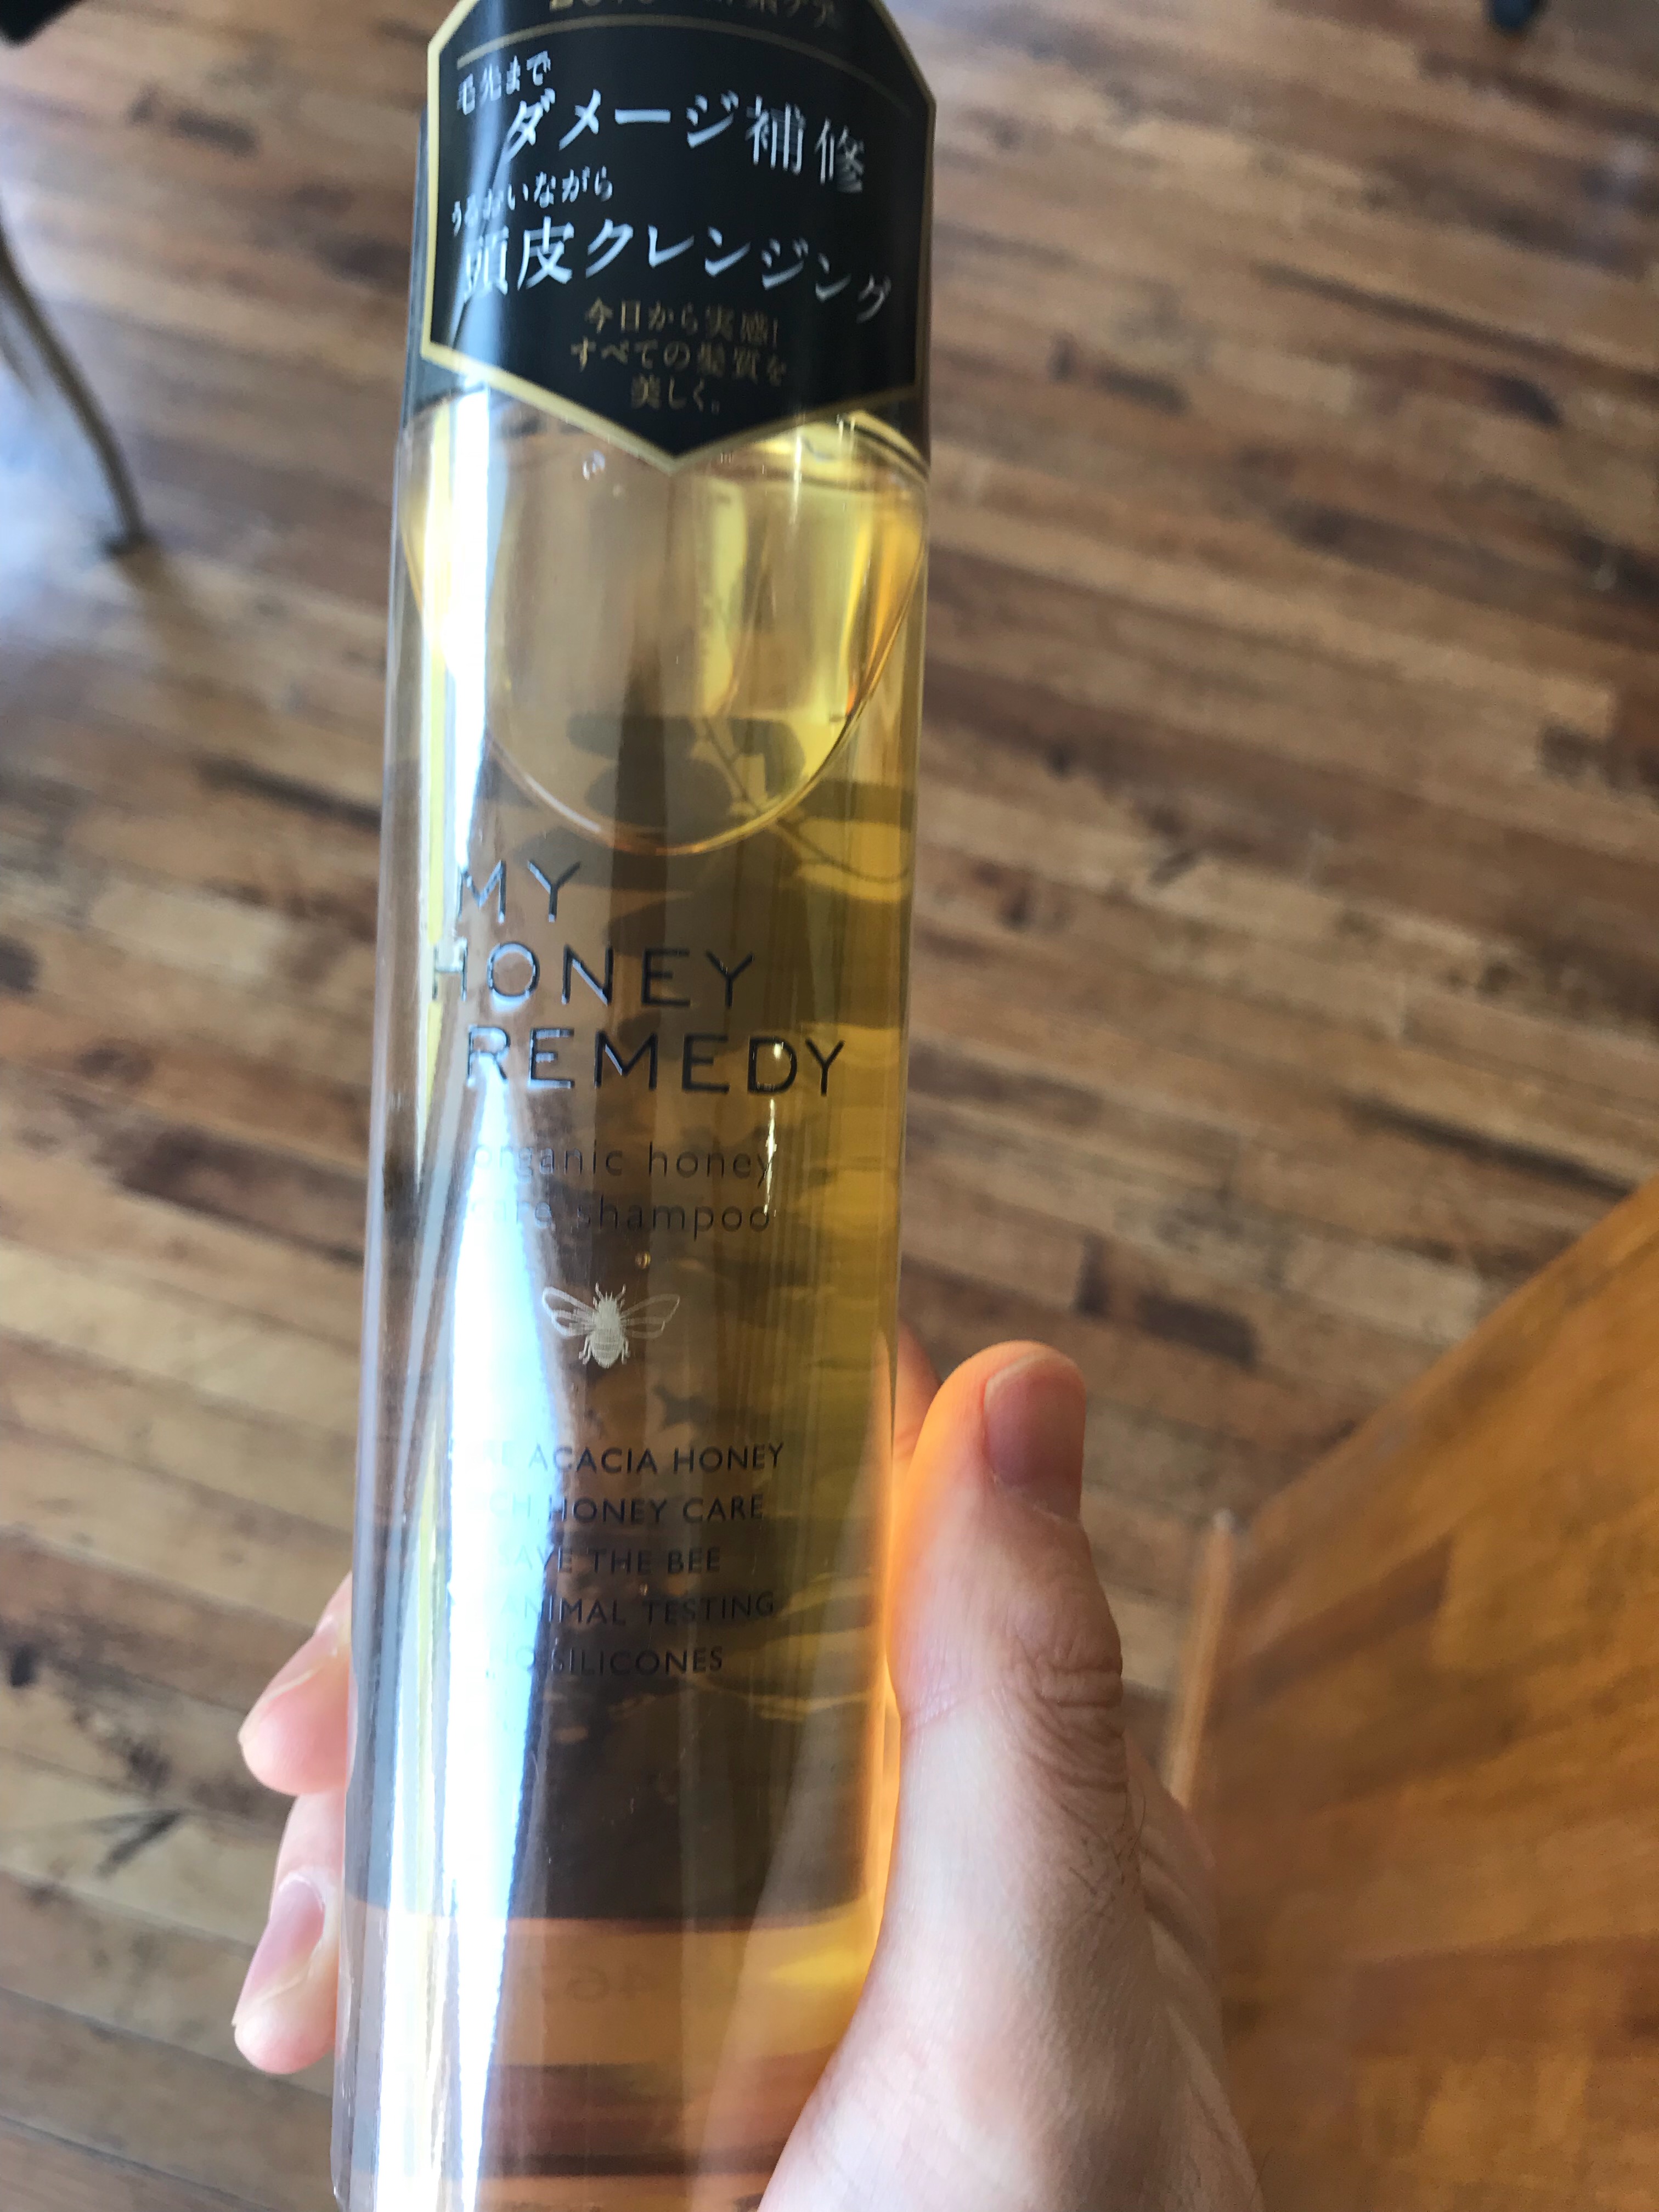 毛先まで
ダメージ補修
うるおいながら
頭皮クレンジング
今日から実感!
すべての髪質を
美しく。
MY
HONEY
REMEDY
organic honey
care shampoo
ACACIA HONEY
HONEY CARE
SAVE THE BEE
ANIMAL TESTING
NO SILICONES